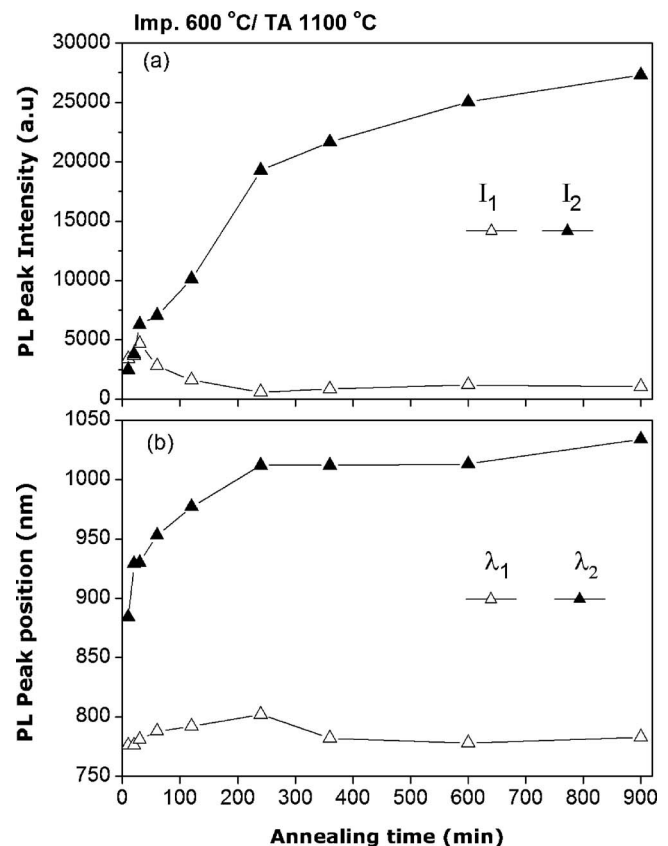 Imp. 600 °C/ TA 1100 °C
(a)
PL Peak Intensity (a.u)
30000
25000
20000
15000
10000
5000
0
I₁ I₂
(b)
PL Peak position (nm)
1050
1000
950
900
850
800
750
λ₁ λ₂
0 100 200 300 400 500 600 700 800 900
Annealing time (min)